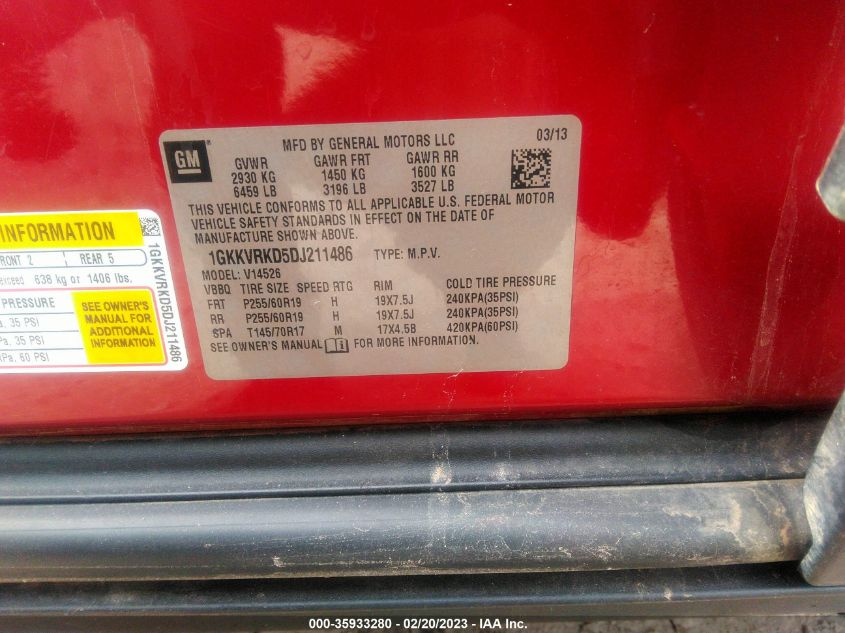 MFD BY GENERAL MOTORS LLC 03/13
GM
GVWR GAWR FRT GAWR RR
2930 KG 1450 KG 1600 KG
6459 LB 3196 LB 3527 LB
THIS VEHICLE CONFORMS TO ALL APPLICABLE U.S. FEDERAL MOTOR
VEHICLE SAFETY STANDARDS IN EFFECT ON THE DATE OF
MANUFACTURE SHOWN ABOVE.
1GKKVRKD5DJ211486 TYPE: M.P.V.
MODEL: V14526
VBBQ TIRE SIZE SPEED RTG RIM COLD TIRE PRESSURE
FRT P255/60R19 H 19X7.5J 240KPA(35PSI)
RR P255/60R19 H 19X7.5J 240KPA(35PSI)
SPA T145/70R17 M 17X4.5B 420KPA(60PSI)
SEE OWNER'S MANUAL FOR MORE INFORMATION.
INFORMATION
FRONT 2 REAR 5
exceed 638 kg or 1406 lbs.
PRESSURE
35 PSI
35 PSI
60 PSI
SEE OWNER'S
MANUAL FOR
ADDITIONAL
INFORMATION
1GKKVRKD5DJ211486
000-35933280 - 02/20/2023 - IAA Inc.